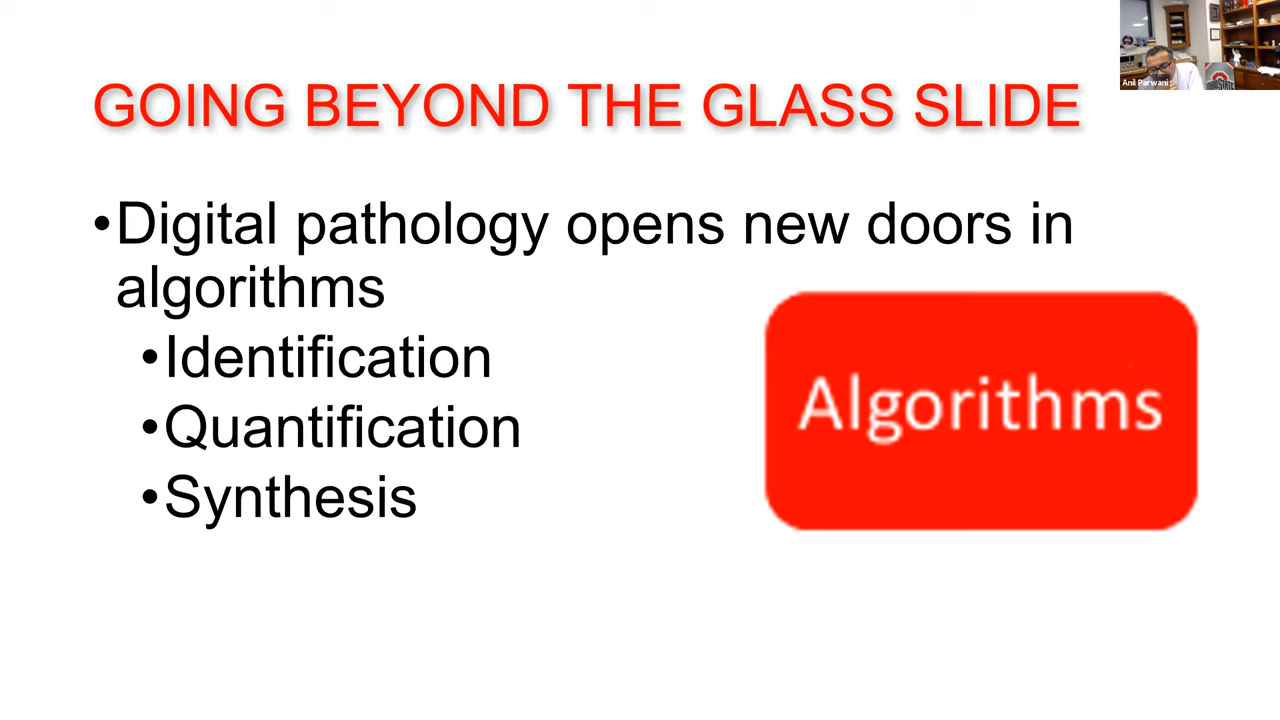 GOING BEYOND THE GLASS SLIDE
•Digital pathology opens new doors in
algorithms
•Identification
•Quantification
•Synthesis
Algorithms
Anil Parwani